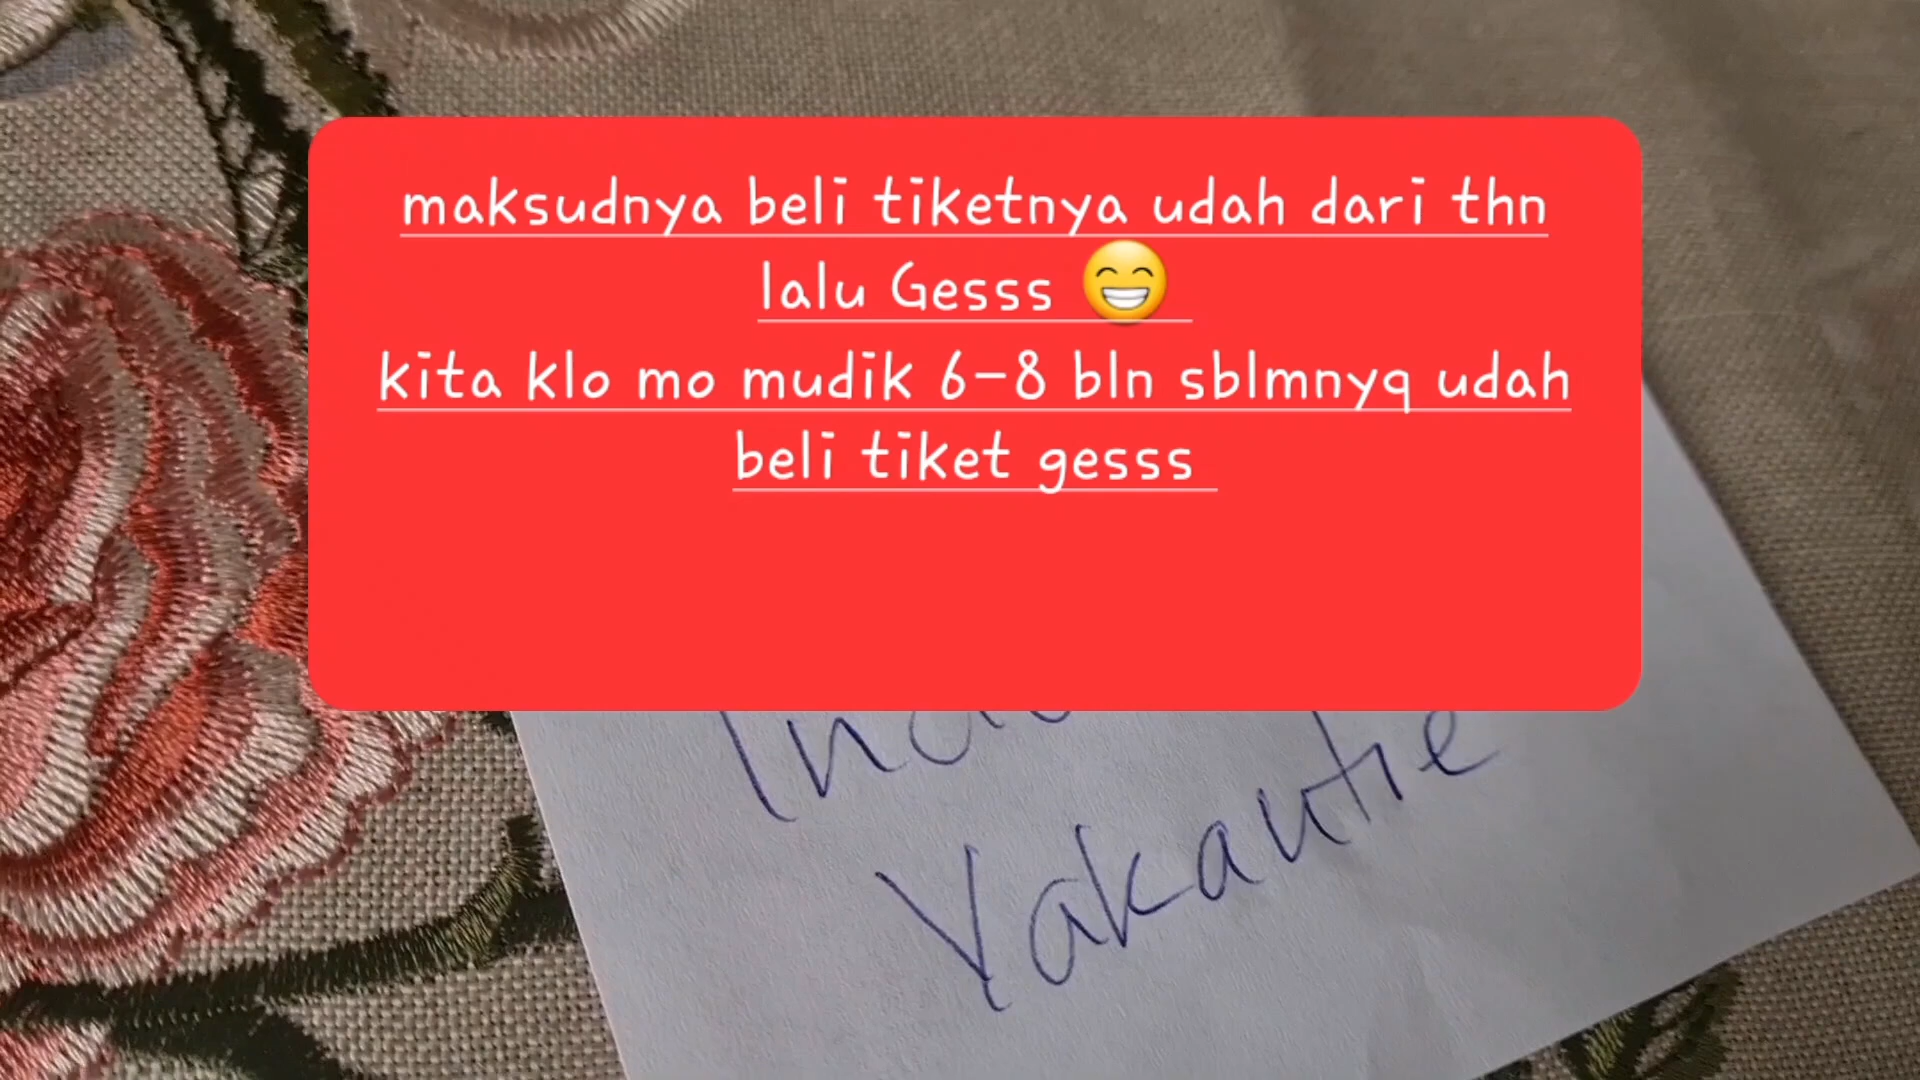 maksudnya beli tiketnya udah dari thn
lalu Gesss 😁
kita klo mo mudik 6-8 bln sblmnyq udah
beli tiket gesss
Vakantie